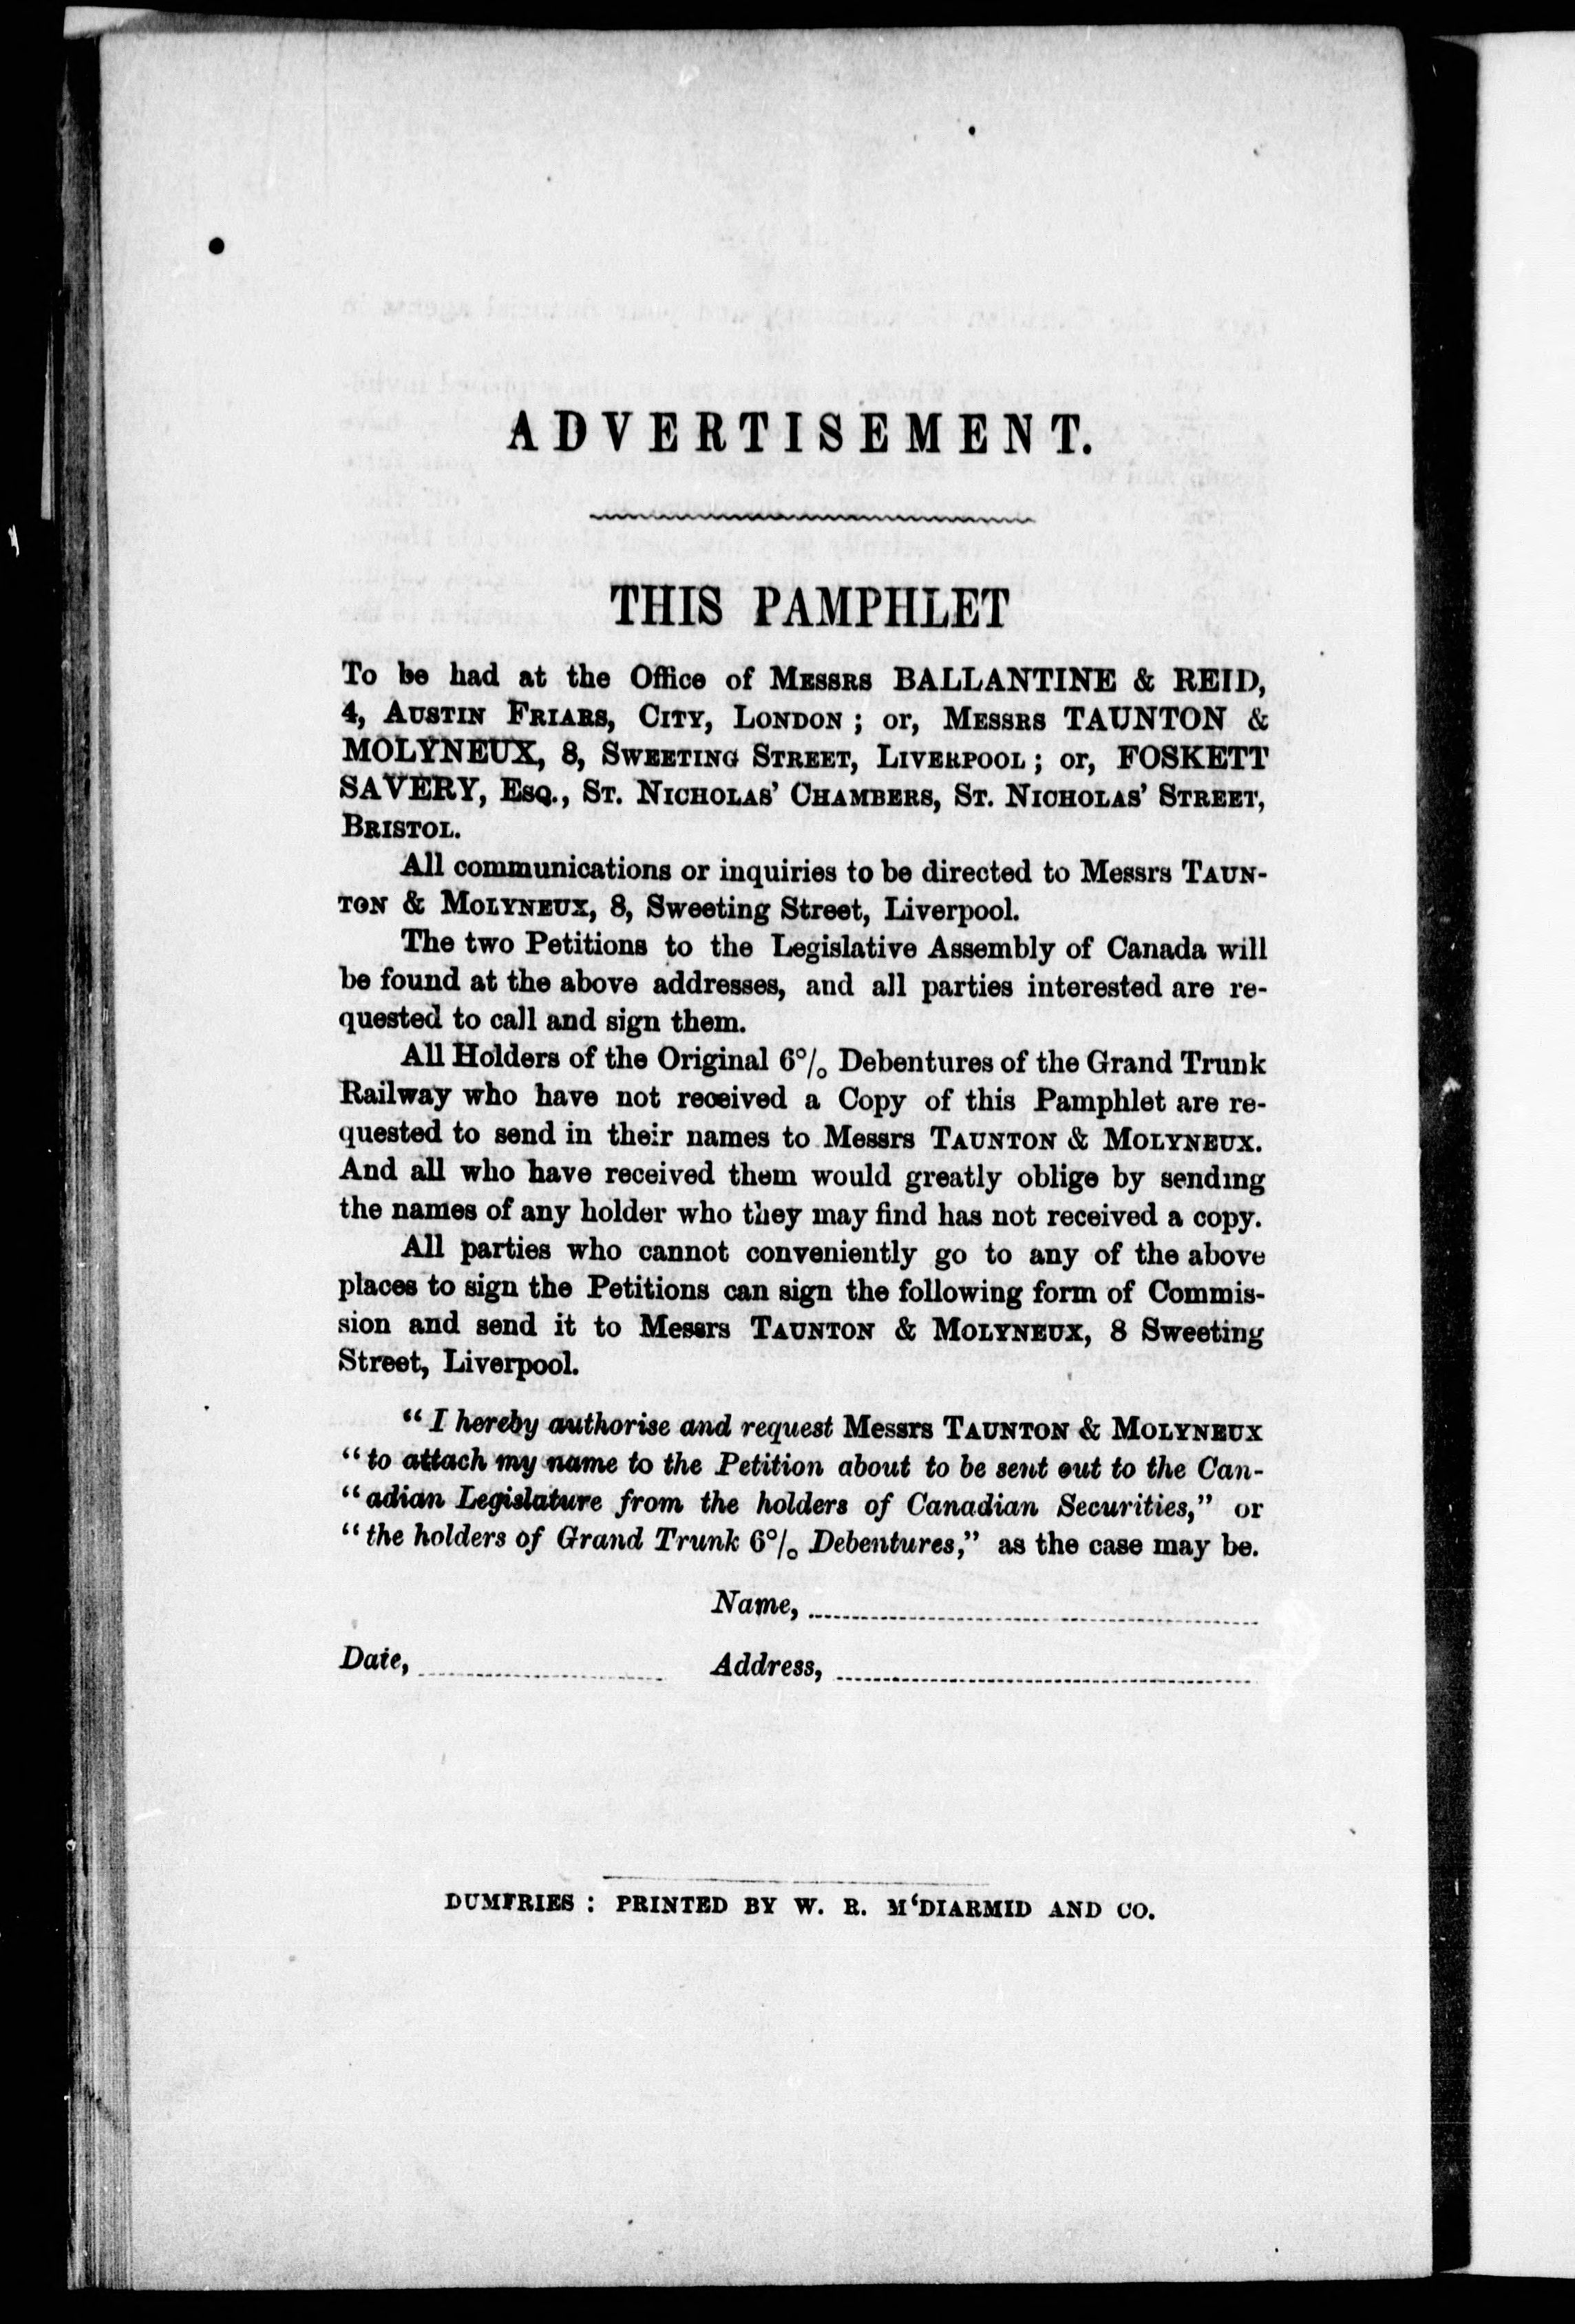 ADVERTISEMENT.
THIS PAMPHLET
To be had at the Office of Messrs BALLANTINE & REID,
4, Austin Friars, City, London ; or, Messrs TAUNTON &
MOLYNEUX, 8, Sweeting Street, Liverpool ; or, FOSKETT
SAVERY, Esq., St. Nicholas' Chambers, St. Nicholas' Street,
Bristol.
All communications or inquiries to be directed to Messrs Taun-
ton & Molyneux, 8, Sweeting Street, Liverpool.
The two Petitions to the Legislative Assembly of Canada will
be found at the above addresses, and all parties interested are re-
quested to call and sign them.
All Holders of the Original 6% Debentures of the Grand Trunk
Railway who have not received a Copy of this Pamphlet are re-
quested to send in their names to Messrs Taunton & Molyneux.
And all who have received them would greatly oblige by sending
the names of any holder who they may find has not received a copy.
All parties who cannot conveniently go to any of the above
places to sign the Petitions can sign the following form of Commis-
sion and send it to Messrs Taunton & Molyneux, 8 Sweeting
Street, Liverpool.
"I hereby authorise and request Messrs Taunton & Molyneux
"to attach my name to the Petition about to be sent out to the Can-
"adian Legislature from the holders of Canadian Securities," or
"the holders of Grand Trunk 6% Debentures," as the case may be.
Name,
Date, Address,
DUMFRIES : PRINTED BY W. R. M'DIARMID AND CO.